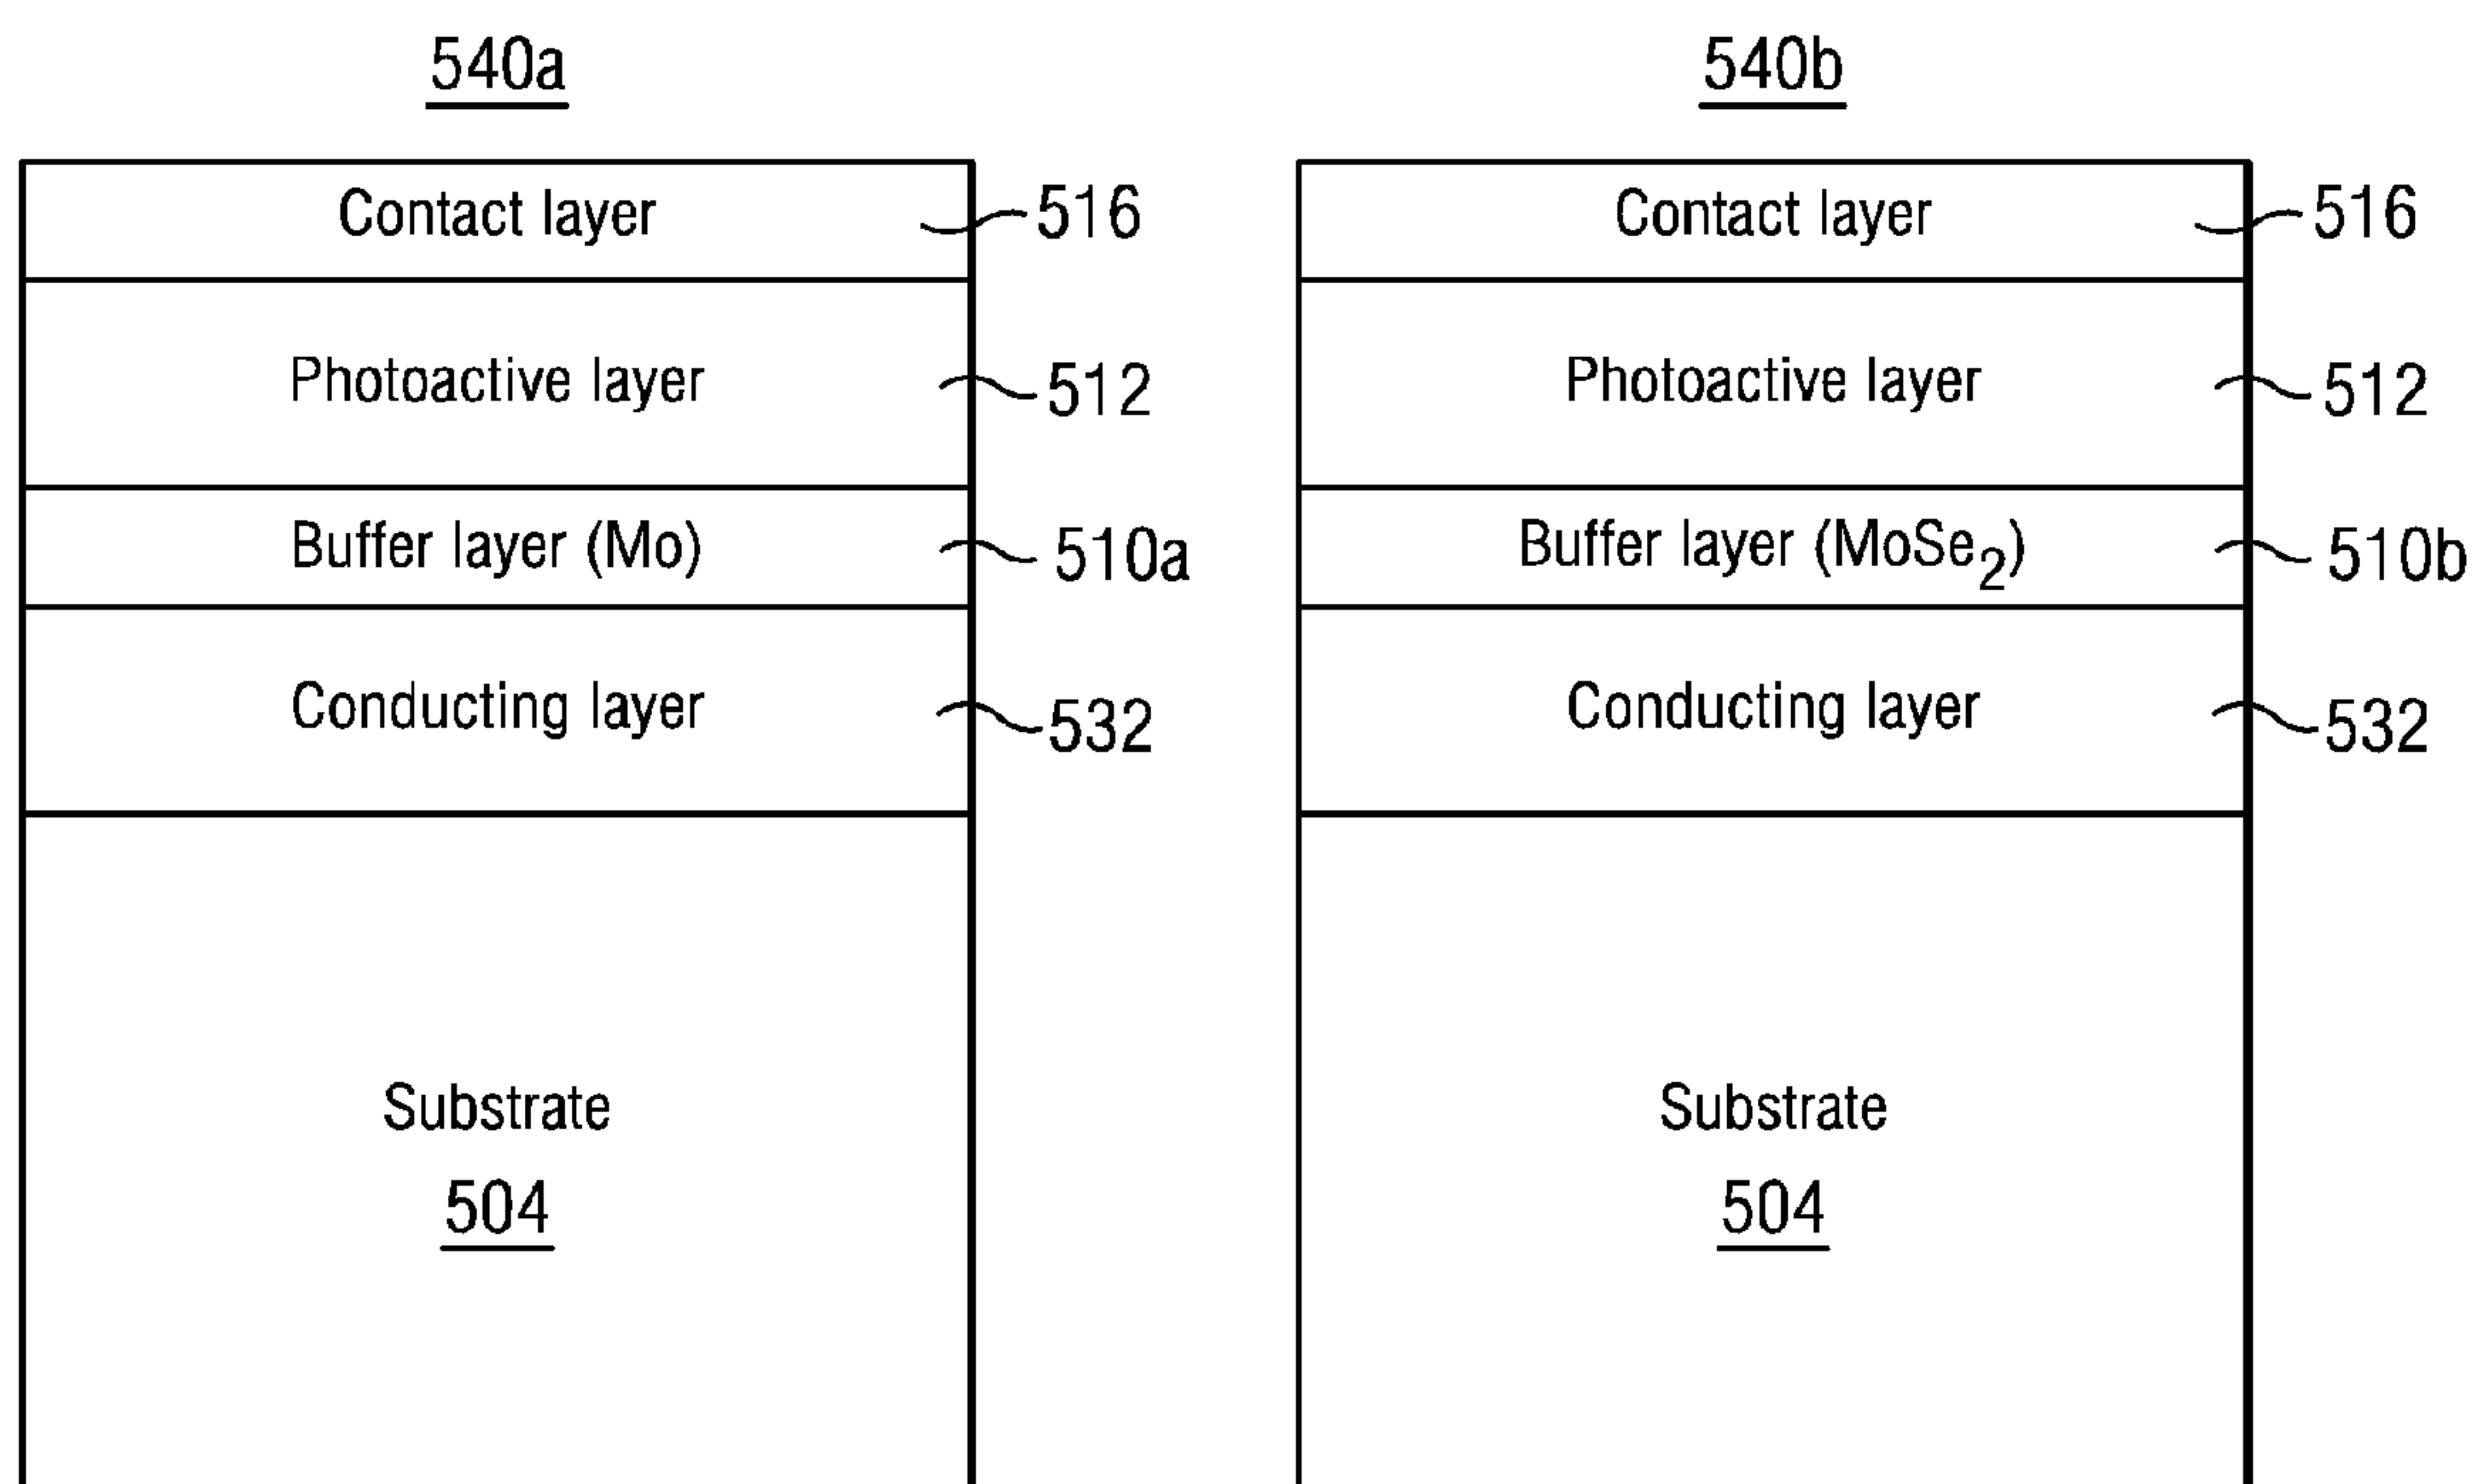 540a
Contact layer
516
Photoactive layer
512
Buffer layer (Mo)
510a
Conducting layer
532
Substrate
504
540b
Contact layer
516
Photoactive layer
512
Buffer layer (MoSe₂)
510b
Conducting layer
532
Substrate
504